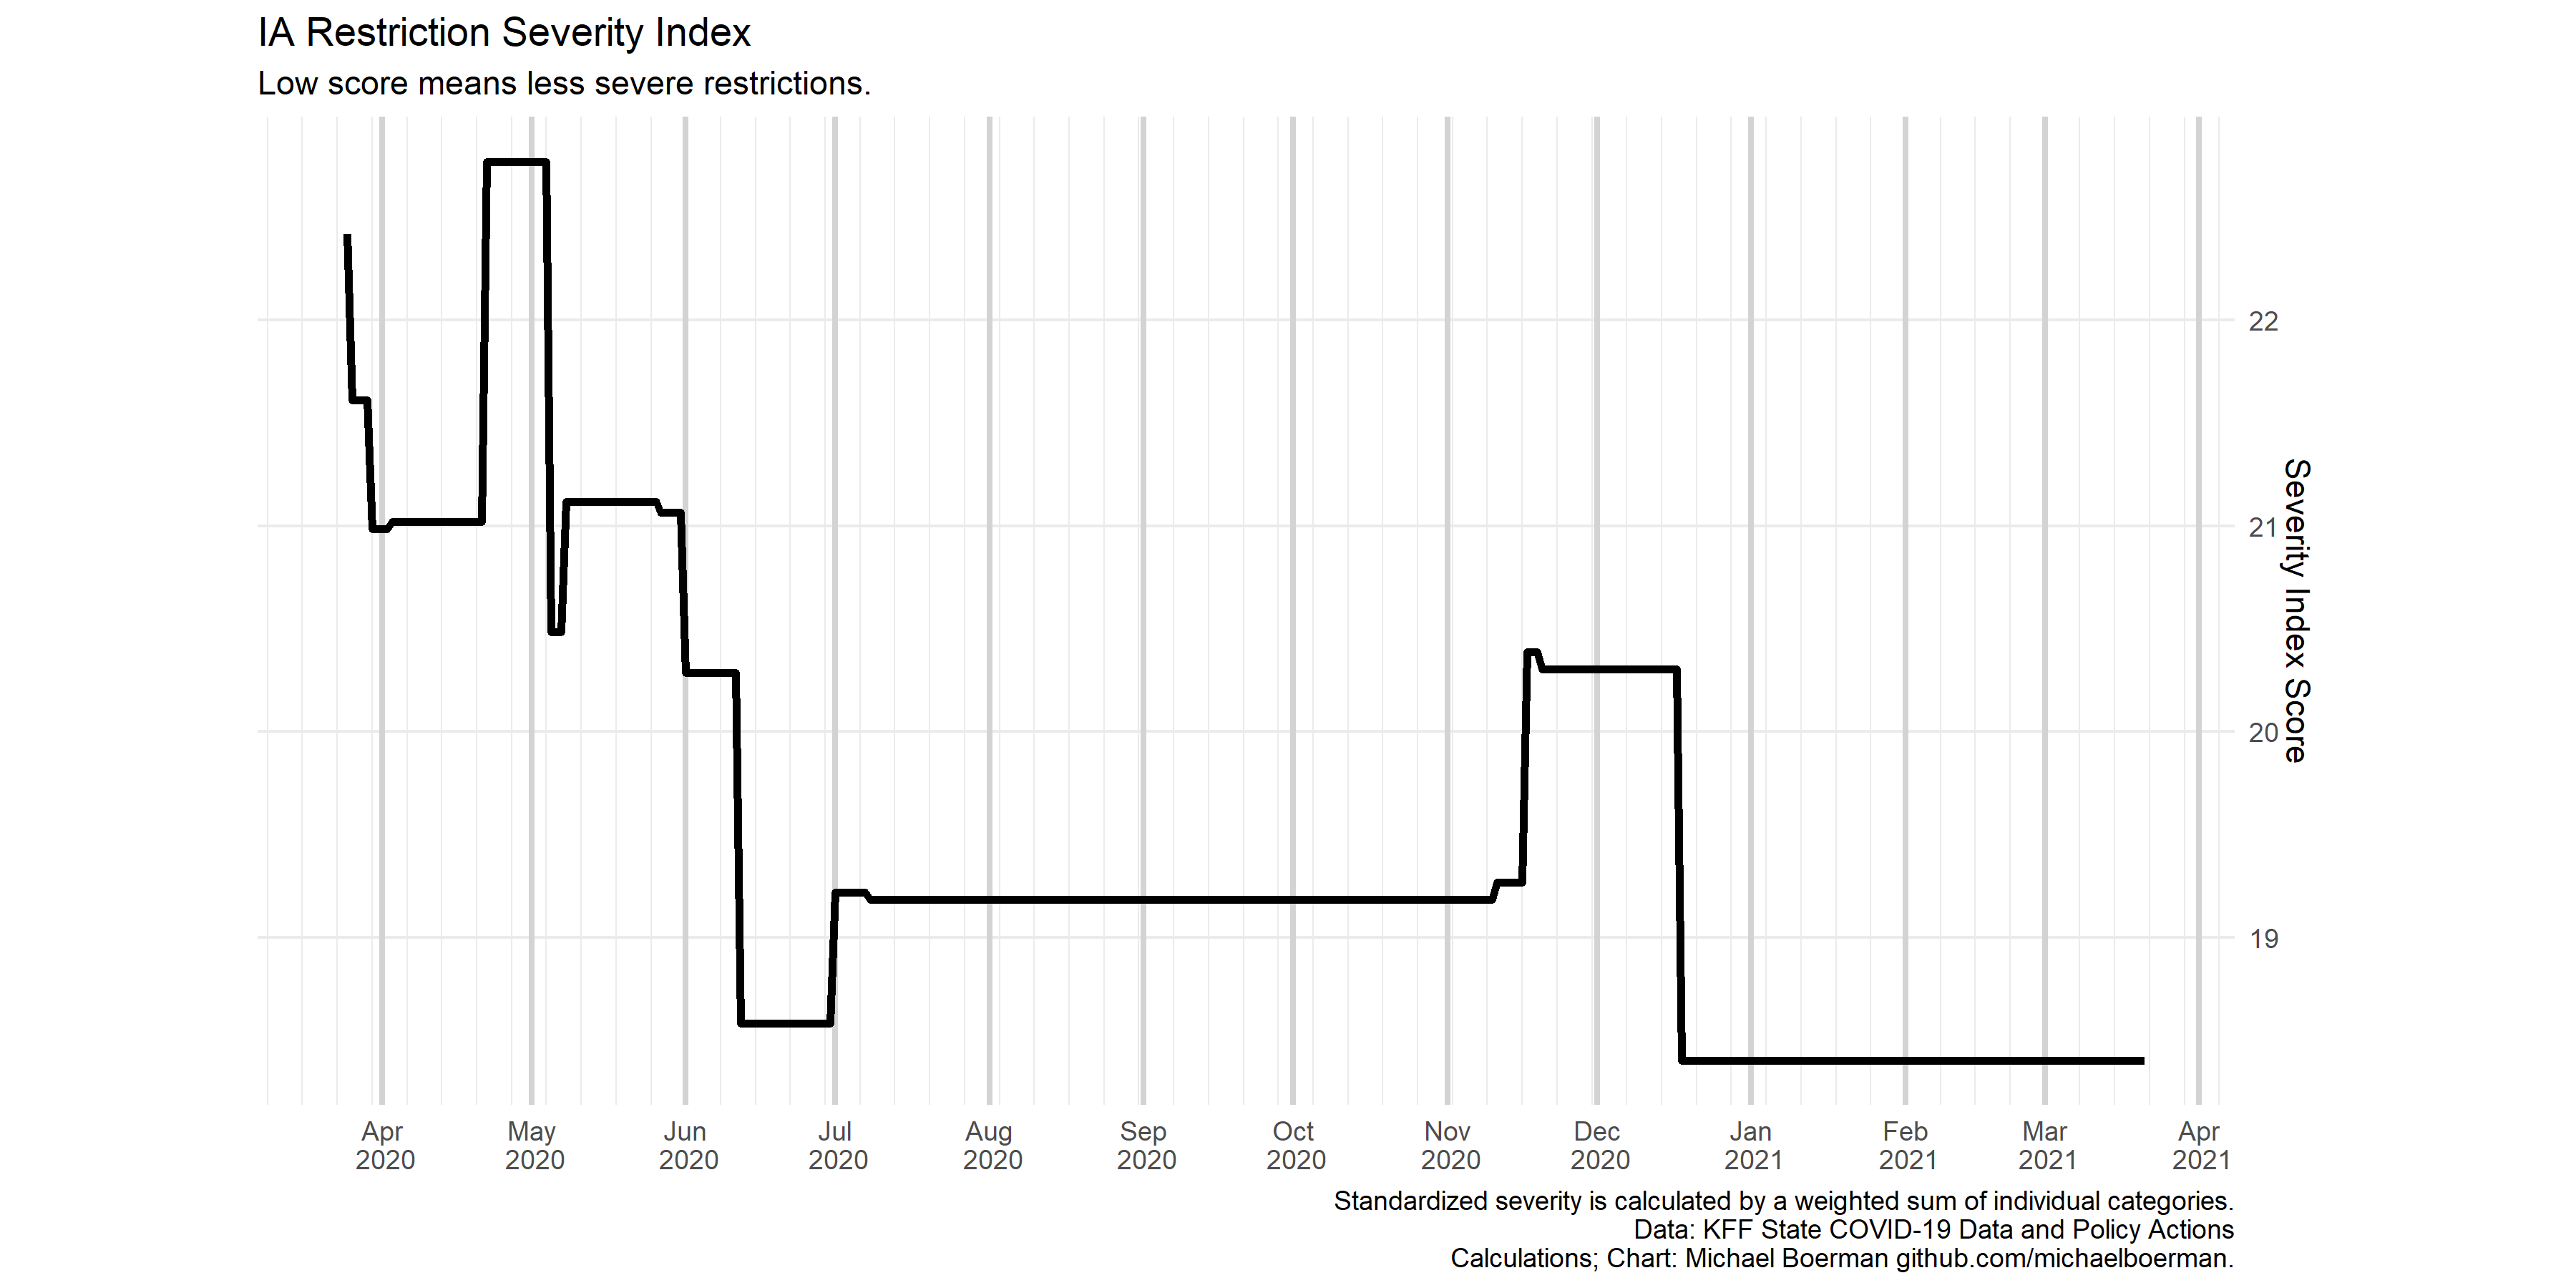 IA Restriction Severity Index
Low score means less severe restrictions.
22
21
20
19
Severity Index Score
Apr 2020
May 2020
Jun 2020
Jul 2020
Aug 2020
Sep 2020
Oct 2020
Nov 2020
Dec 2020
Jan 2021
Feb 2021
Mar 2021
Apr 2021
Standardized severity is calculated by a weighted sum of individual categories.
Data: KFF State COVID-19 Data and Policy Actions
Calculations; Chart: Michael Boerman github.com/michaelboerman.